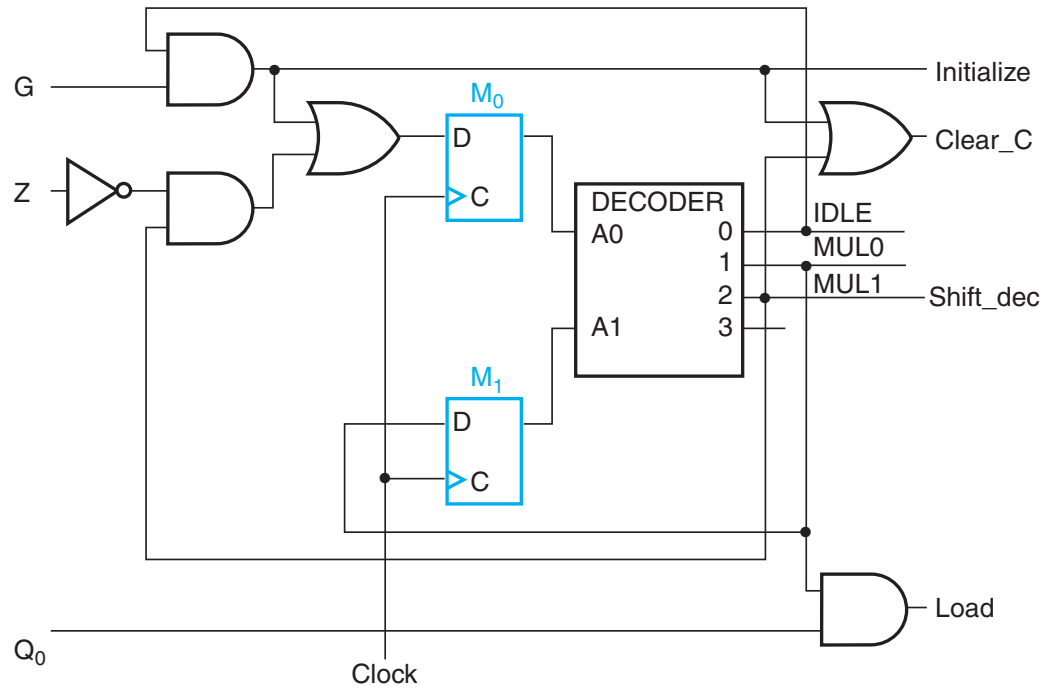 G
Z
Q0
M0
D
C
M1
D
C
Clock
DECODER
A0
A1
0
1
2
3
IDLE
MUL0
MUL1
Initialize
Clear_C
Shift_dec
Load